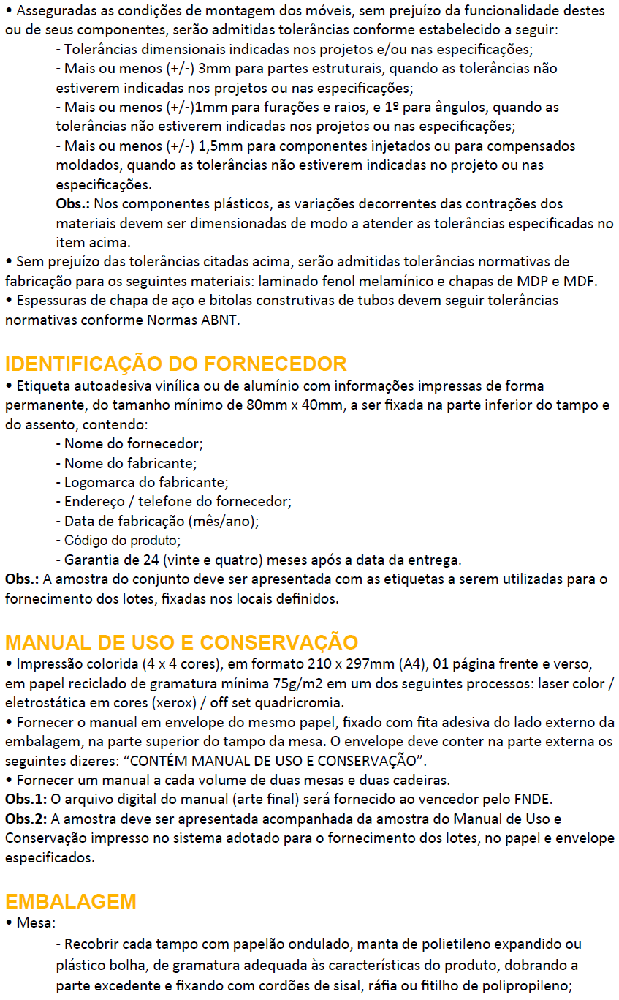 • Asseguradas as condições de montagem dos móveis, sem prejuízo da funcionalidade destes
ou de seus componentes, serão admitidas tolerâncias conforme estabelecido a seguir:
- Tolerâncias dimensionais indicadas nos projetos e/ou nas especificações;
- Mais ou menos (+/-) 3mm para partes estruturais, quando as tolerâncias não
estiverem indicadas nos projetos ou nas especificações;
- Mais ou menos (+/-)1mm para furações e raios, e 1º para ângulos, quando as
tolerâncias não estiverem indicadas nos projetos ou nas especificações;
- Mais ou menos (+/-) 1,5mm para componentes injetados ou para compensados
moldados, quando as tolerâncias não estiverem indicadas no projeto ou nas
especificações.
Obs.: Nos componentes plásticos, as variações decorrentes das contrações dos
materiais devem ser dimensionadas de modo a atender as tolerâncias especificadas no
item acima.
• Sem prejuízo das tolerâncias citadas acima, serão admitidas tolerâncias normativas de
fabricação para os seguintes materiais: laminado fenol melamínico e chapas de MDP e MDF.
• Espessuras de chapa de aço e bitolas construtivas de tubos devem seguir tolerâncias
normativas conforme Normas ABNT.
IDENTIFICAÇÃO DO FORNECEDOR
• Etiqueta autoadesiva vinílica ou de alumínio com informações impressas de forma
permanente, do tamanho mínimo de 80mm x 40mm, a ser fixada na parte inferior do tampo e
do assento, contendo:
- Nome do fornecedor;
- Nome do fabricante;
- Logomarca do fabricante;
- Endereço / telefone do fornecedor;
- Data de fabricação (mês/ano);
- Código do produto;
- Garantia de 24 (vinte e quatro) meses após a data da entrega.
Obs.: A amostra do conjunto deve ser apresentada com as etiquetas a serem utilizadas para o
fornecimento dos lotes, fixadas nos locais definidos.
MANUAL DE USO E CONSERVAÇÃO
• Impressão colorida (4 x 4 cores), em formato 210 x 297mm (A4), 01 página frente e verso,
em papel reciclado de gramatura mínima 75g/m2 em um dos seguintes processos: laser color /
eletrostática em cores (xerox) / off set quadricromia.
• Fornecer o manual em envelope do mesmo papel, fixado com fita adesiva do lado externo da
embalagem, na parte superior do tampo da mesa. O envelope deve conter na parte externa os
seguintes dizeres: “CONTÉM MANUAL DE USO E CONSERVAÇÃO”.
• Fornecer um manual a cada volume de duas mesas e duas cadeiras.
Obs.1: O arquivo digital do manual (arte final) será fornecido ao vencedor pelo FNDE.
Obs.2: A amostra deve ser apresentada acompanhada da amostra do Manual de Uso e
Conservação impresso no sistema adotado para o fornecimento dos lotes, no papel e envelope
especificados.
EMBALAGEM
• Mesa:
- Recobrir cada tampo com papelão ondulado, manta de polietileno expandido ou
plástico bolha, de gramatura adequada às características do produto, dobrando a
parte excedente e fixando com cordões de sisal, ráfia ou fitilho de polipropileno;